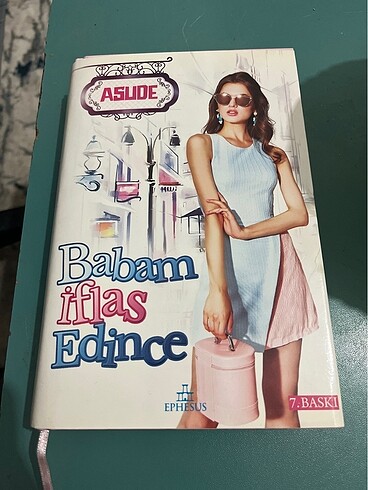 ASUDE
Babam
iflas
Edince
EPHESUS
7. BASKI